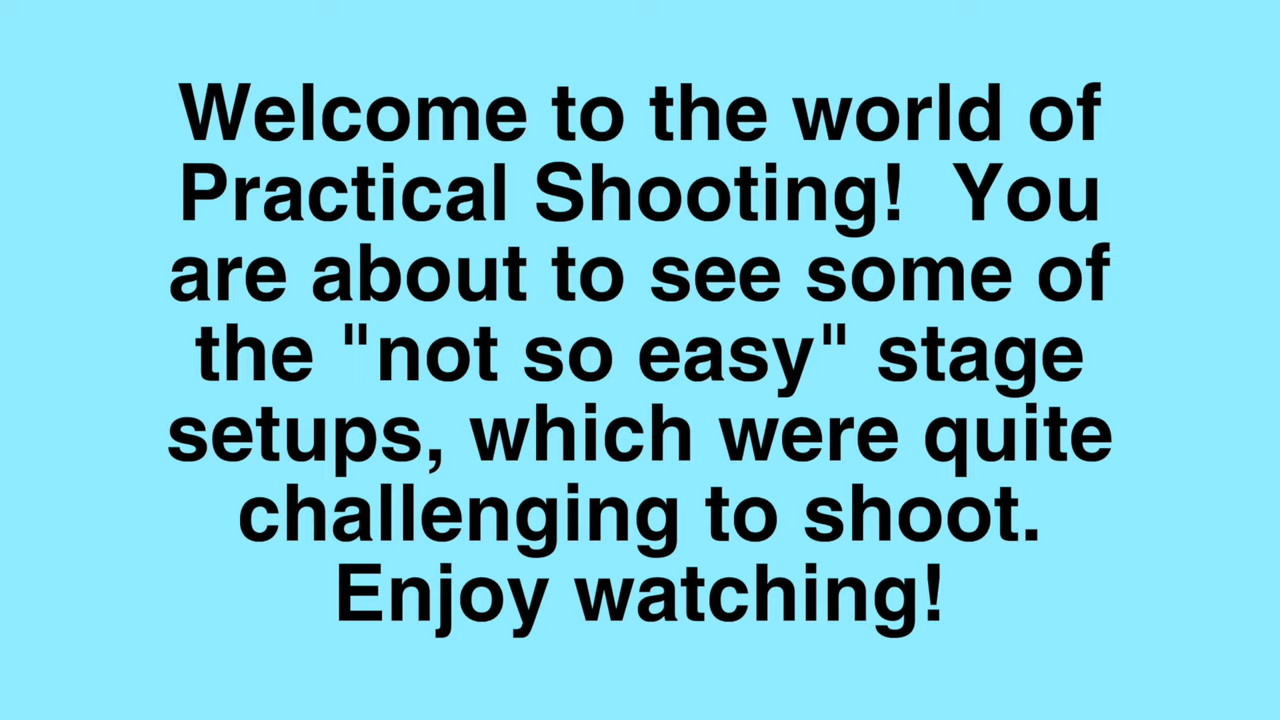 Welcome to the world of
Practical Shooting!  You
are about to see some of
the "not so easy" stage
setups, which were quite
challenging to shoot.
Enjoy watching!